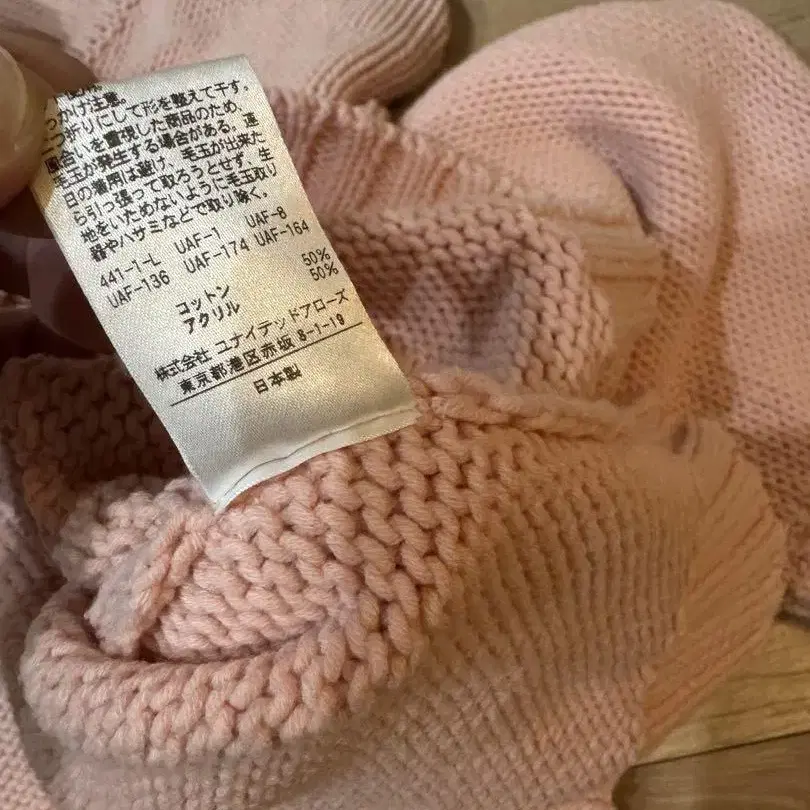 っかけ注意。
二つ折りにして形を整えて干す。
風合いを重視した商品のため、
毛玉が発生する場合がある。連
日の着用は避け、毛玉が出来た
ら引っ張って取ろうとせず、生
地をいためないように毛玉取り
器やハサミなどで取り除く。
441-1-L UAF-1 UAF-8
UAF-136 UAF-174 UAF-164
コットン 50%
アクリル 50%
株式会社 ユナイテッドアローズ
東京都港区赤坂 8-1-19
日本製